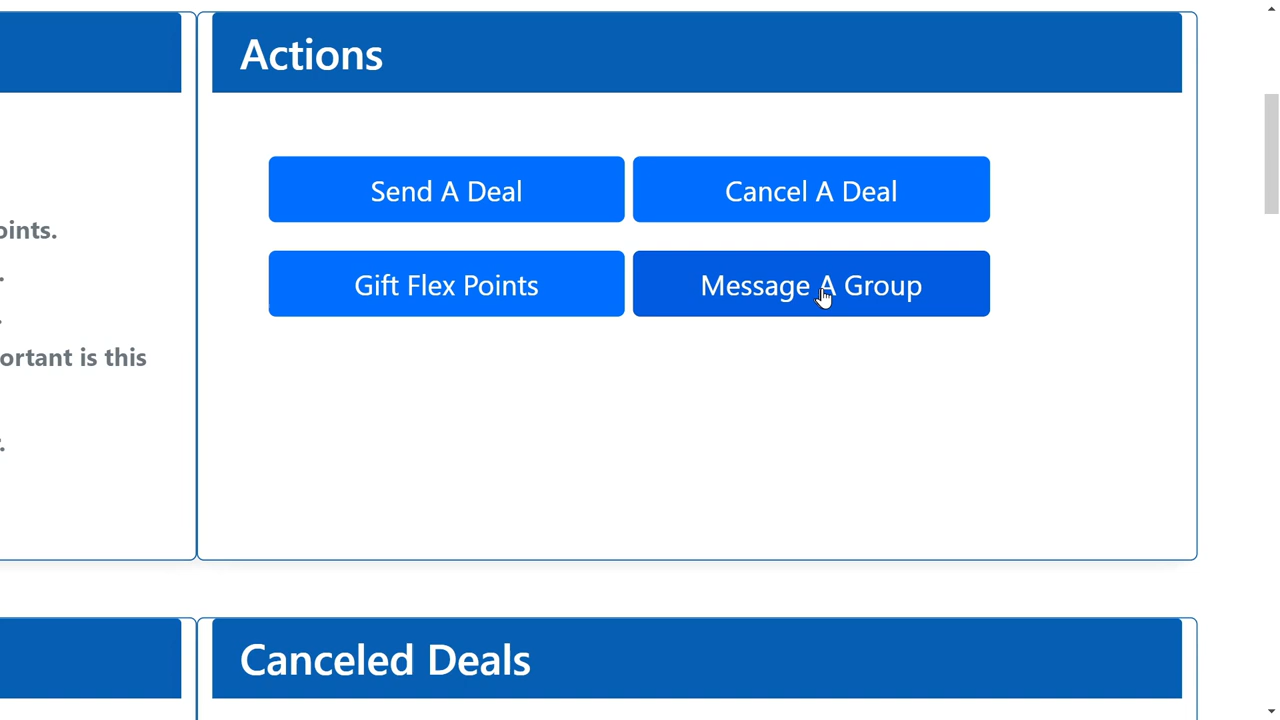 Actions
Send A Deal
Cancel A Deal
oints.
Gift Flex Points
Message A Group
ortant is this
Canceled Deals